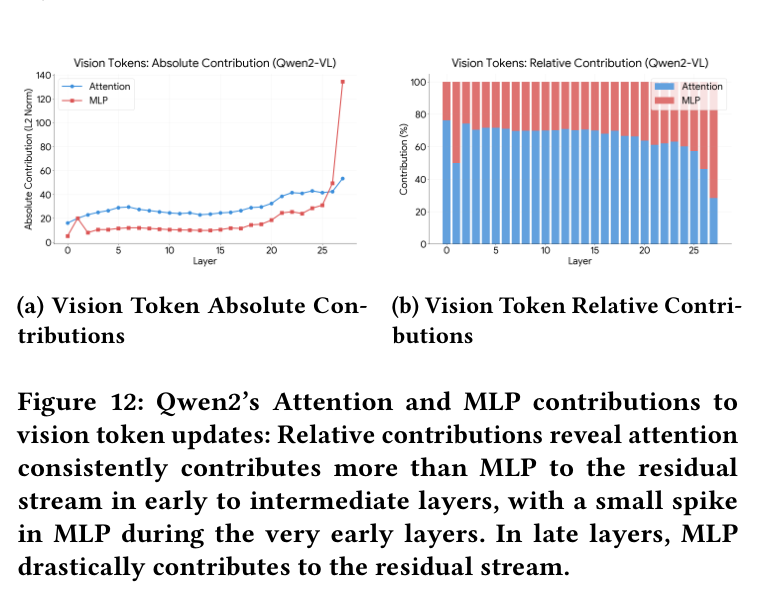 Vision Tokens: Absolute Contribution (Qwen2-VL)
Absolute Contribution (L2 Norm)
140
120
100
80
60
40
20
0
Attention
MLP
0 5 10 15 20 25
Layer
Vision Tokens: Relative Contribution (Qwen2-VL)
Contribution (%)
100
80
60
40
20
0
Attention
MLP
0 5 10 15 20 25
Layer
(a) Vision Token Absolute Con-
tributions
(b) Vision Token Relative Contri-
butions
Figure 12: Qwen2’s Attention and MLP contributions to
vision token updates: Relative contributions reveal attention
consistently contributes more than MLP to the residual
stream in early to intermediate layers, with a small spike
in MLP during the very early layers. In late layers, MLP
drastically contributes to the residual stream.